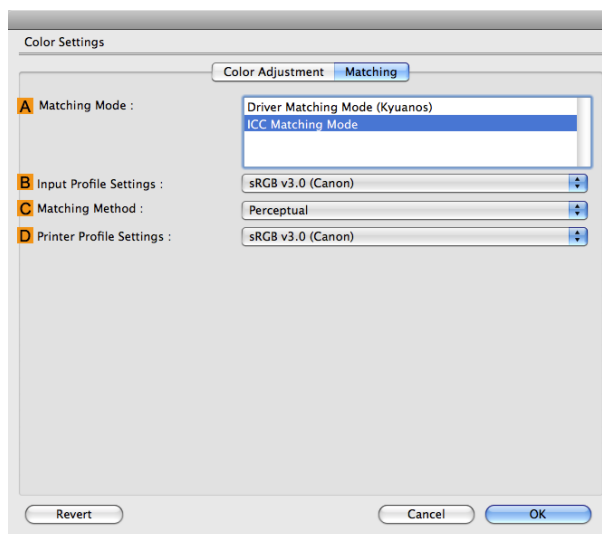 Color Settings
Color Adjustment Matching
A Matching Mode :
Driver Matching Mode (Kyuanos)
ICC Matching Mode
B Input Profile Settings : sRGB v3.0 (Canon)
C Matching Method : Perceptual
D Printer Profile Settings : sRGB v3.0 (Canon)
Revert Cancel OK